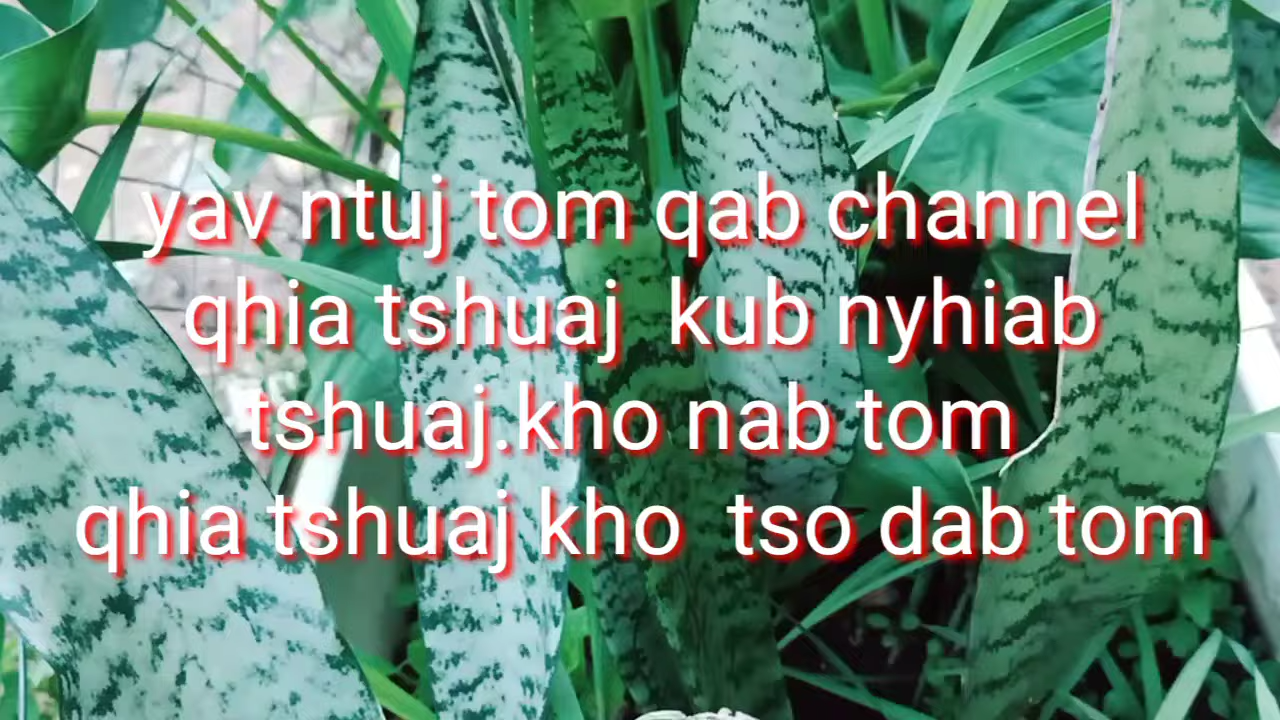 yav ntuj tom qab channel
qhia tshuaj kub nyhiab
tshuaj.kho nab tom
qhia tshuaj kho tso dab tom